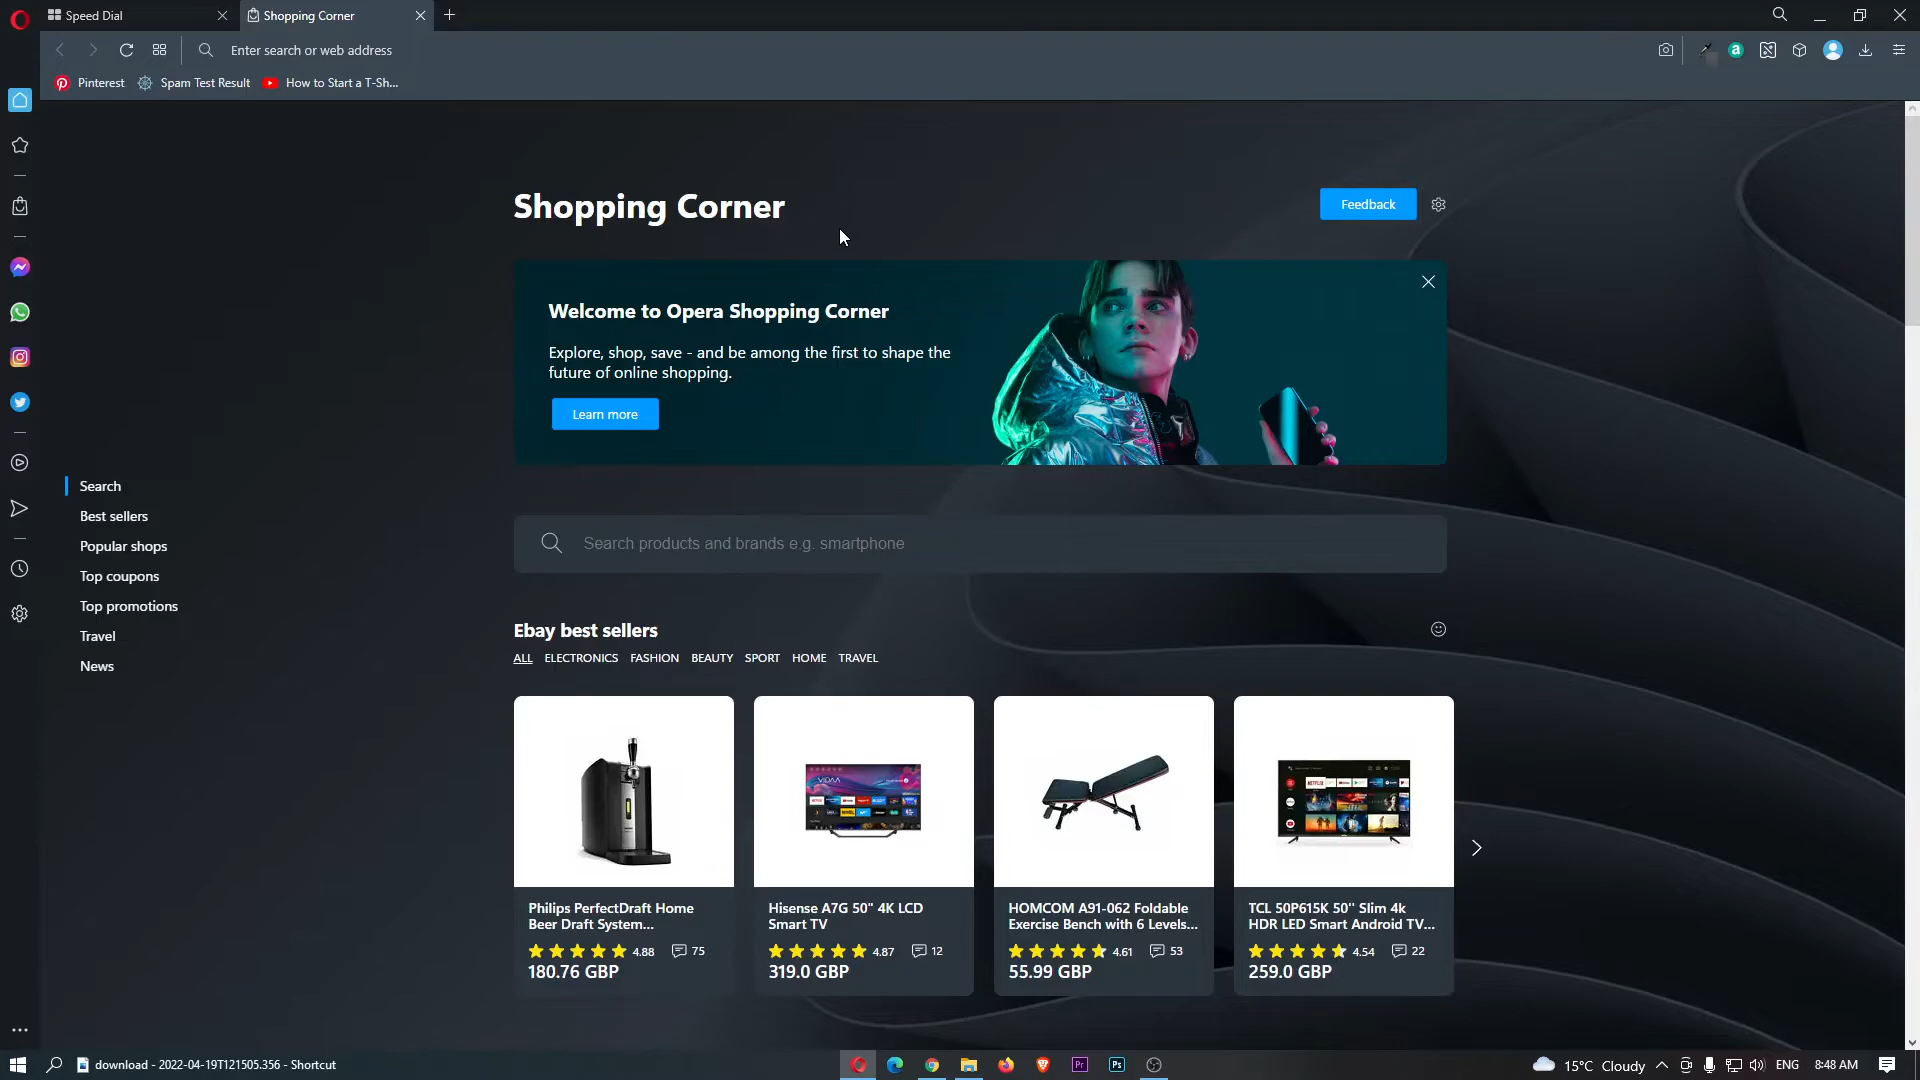 Speed Dial
Shopping Corner
Enter search or web address
Pinterest
Spam Test Result
How to Start a T-Sh...
Shopping Corner
Feedback
Welcome to Opera Shopping Corner
Explore, shop, save - and be among the first to shape the
future of online shopping.
Learn more
Search
Best sellers
Popular shops
Top coupons
Top promotions
Travel
News
Search products and brands e.g. smartphone
Ebay best sellers
ALL ELECTRONICS FASHION BEAUTY SPORT HOME TRAVEL
VIDAA
NETFLIX
Philips PerfectDraft Home
Beer Draft System...
4.88 75
180.76 GBP
Hisense A7G 50" 4K LCD
Smart TV
4.87 12
319.0 GBP
HOMCOM A91-062 Foldable
Exercise Bench with 6 Levels...
4.61 53
55.99 GBP
TCL 50P615K 50'' Slim 4k
HDR LED Smart Android TV...
4.54 22
259.0 GBP
download - 2022-04-19T121505.356 - Shortcut
Pr
Ps
15°C Cloudy
ENG
8:48 AM